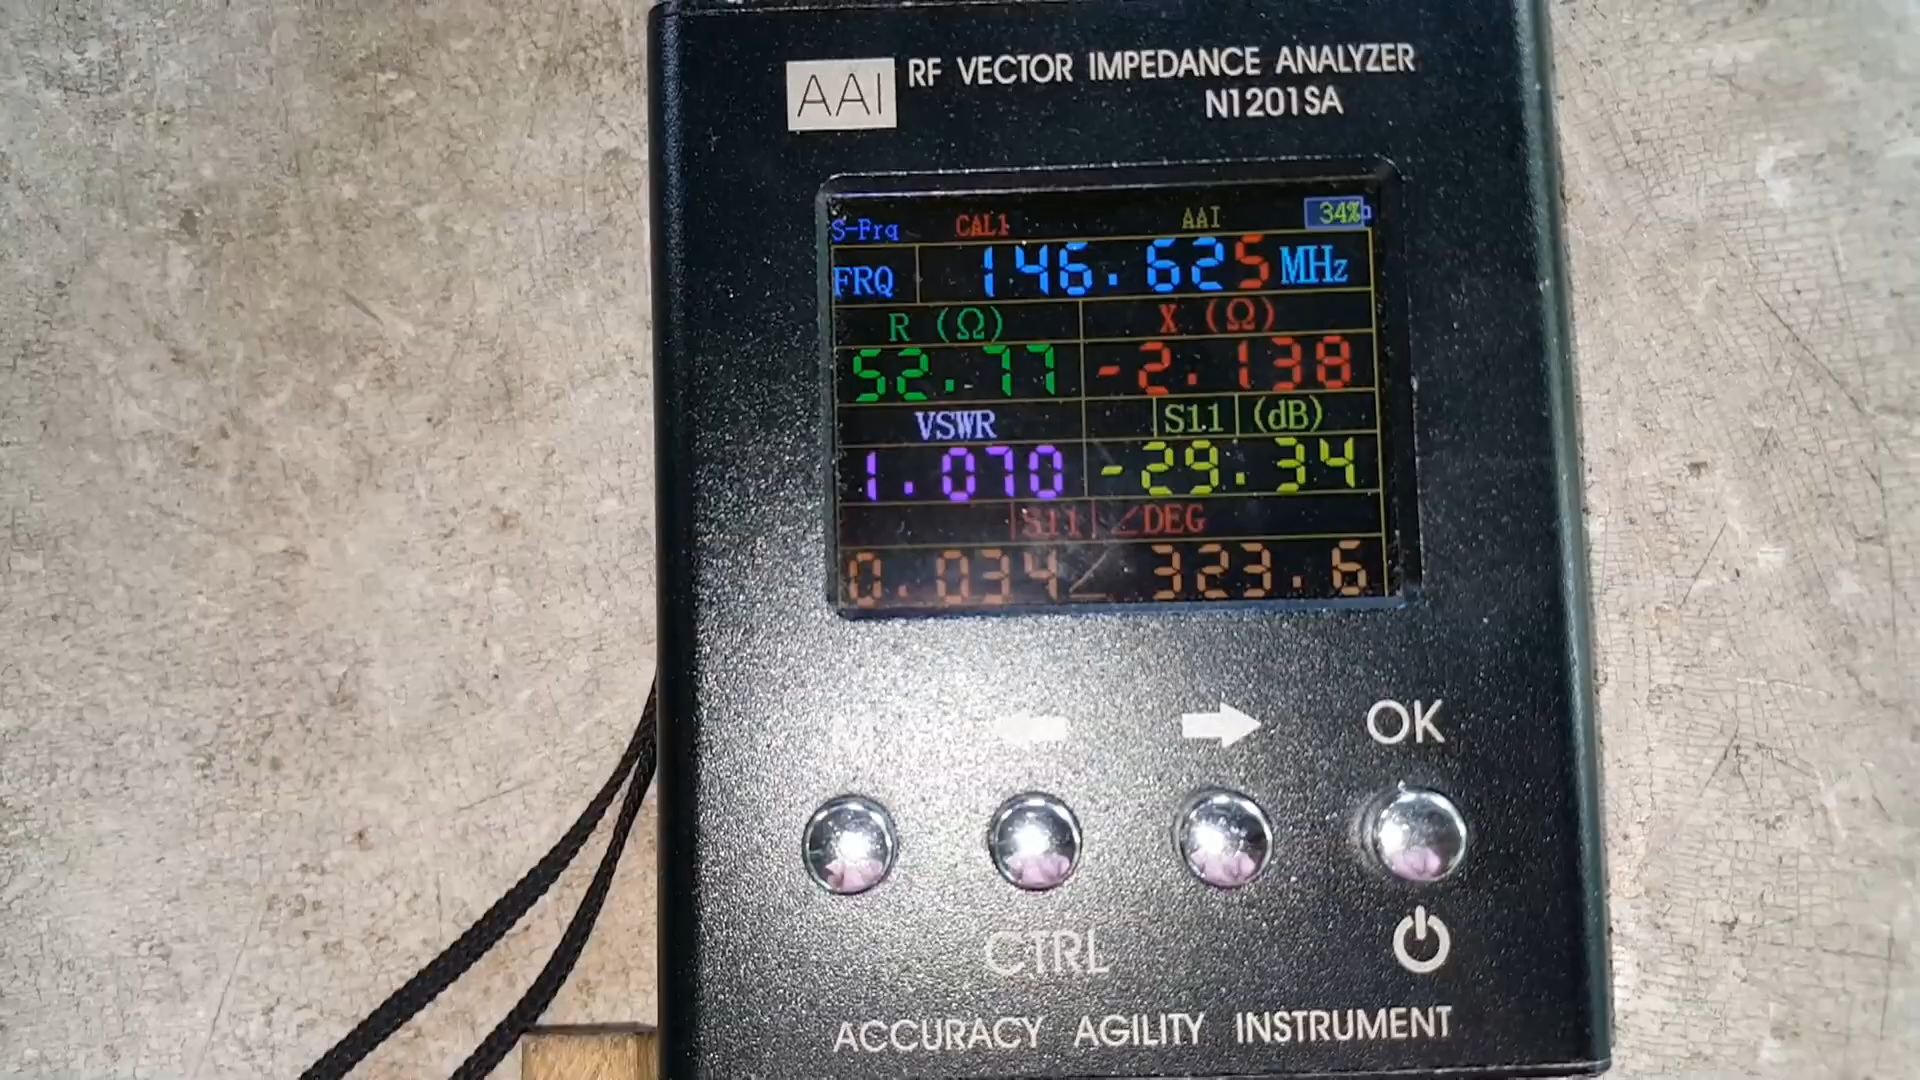 AAI RF VECTOR IMPEDANCE ANALYZER
N1201SA
S-Frq CAL1 AAI 34%
FRQ 146.625 MHz
R (Ω) X (Ω)
52.77 -2.138
VSWR |S11| (dB)
1.070 -29.34
|S11| ∠DEG
0.034∠ 323.6
OK
CTRL
ACCURACY AGILITY INSTRUMENT